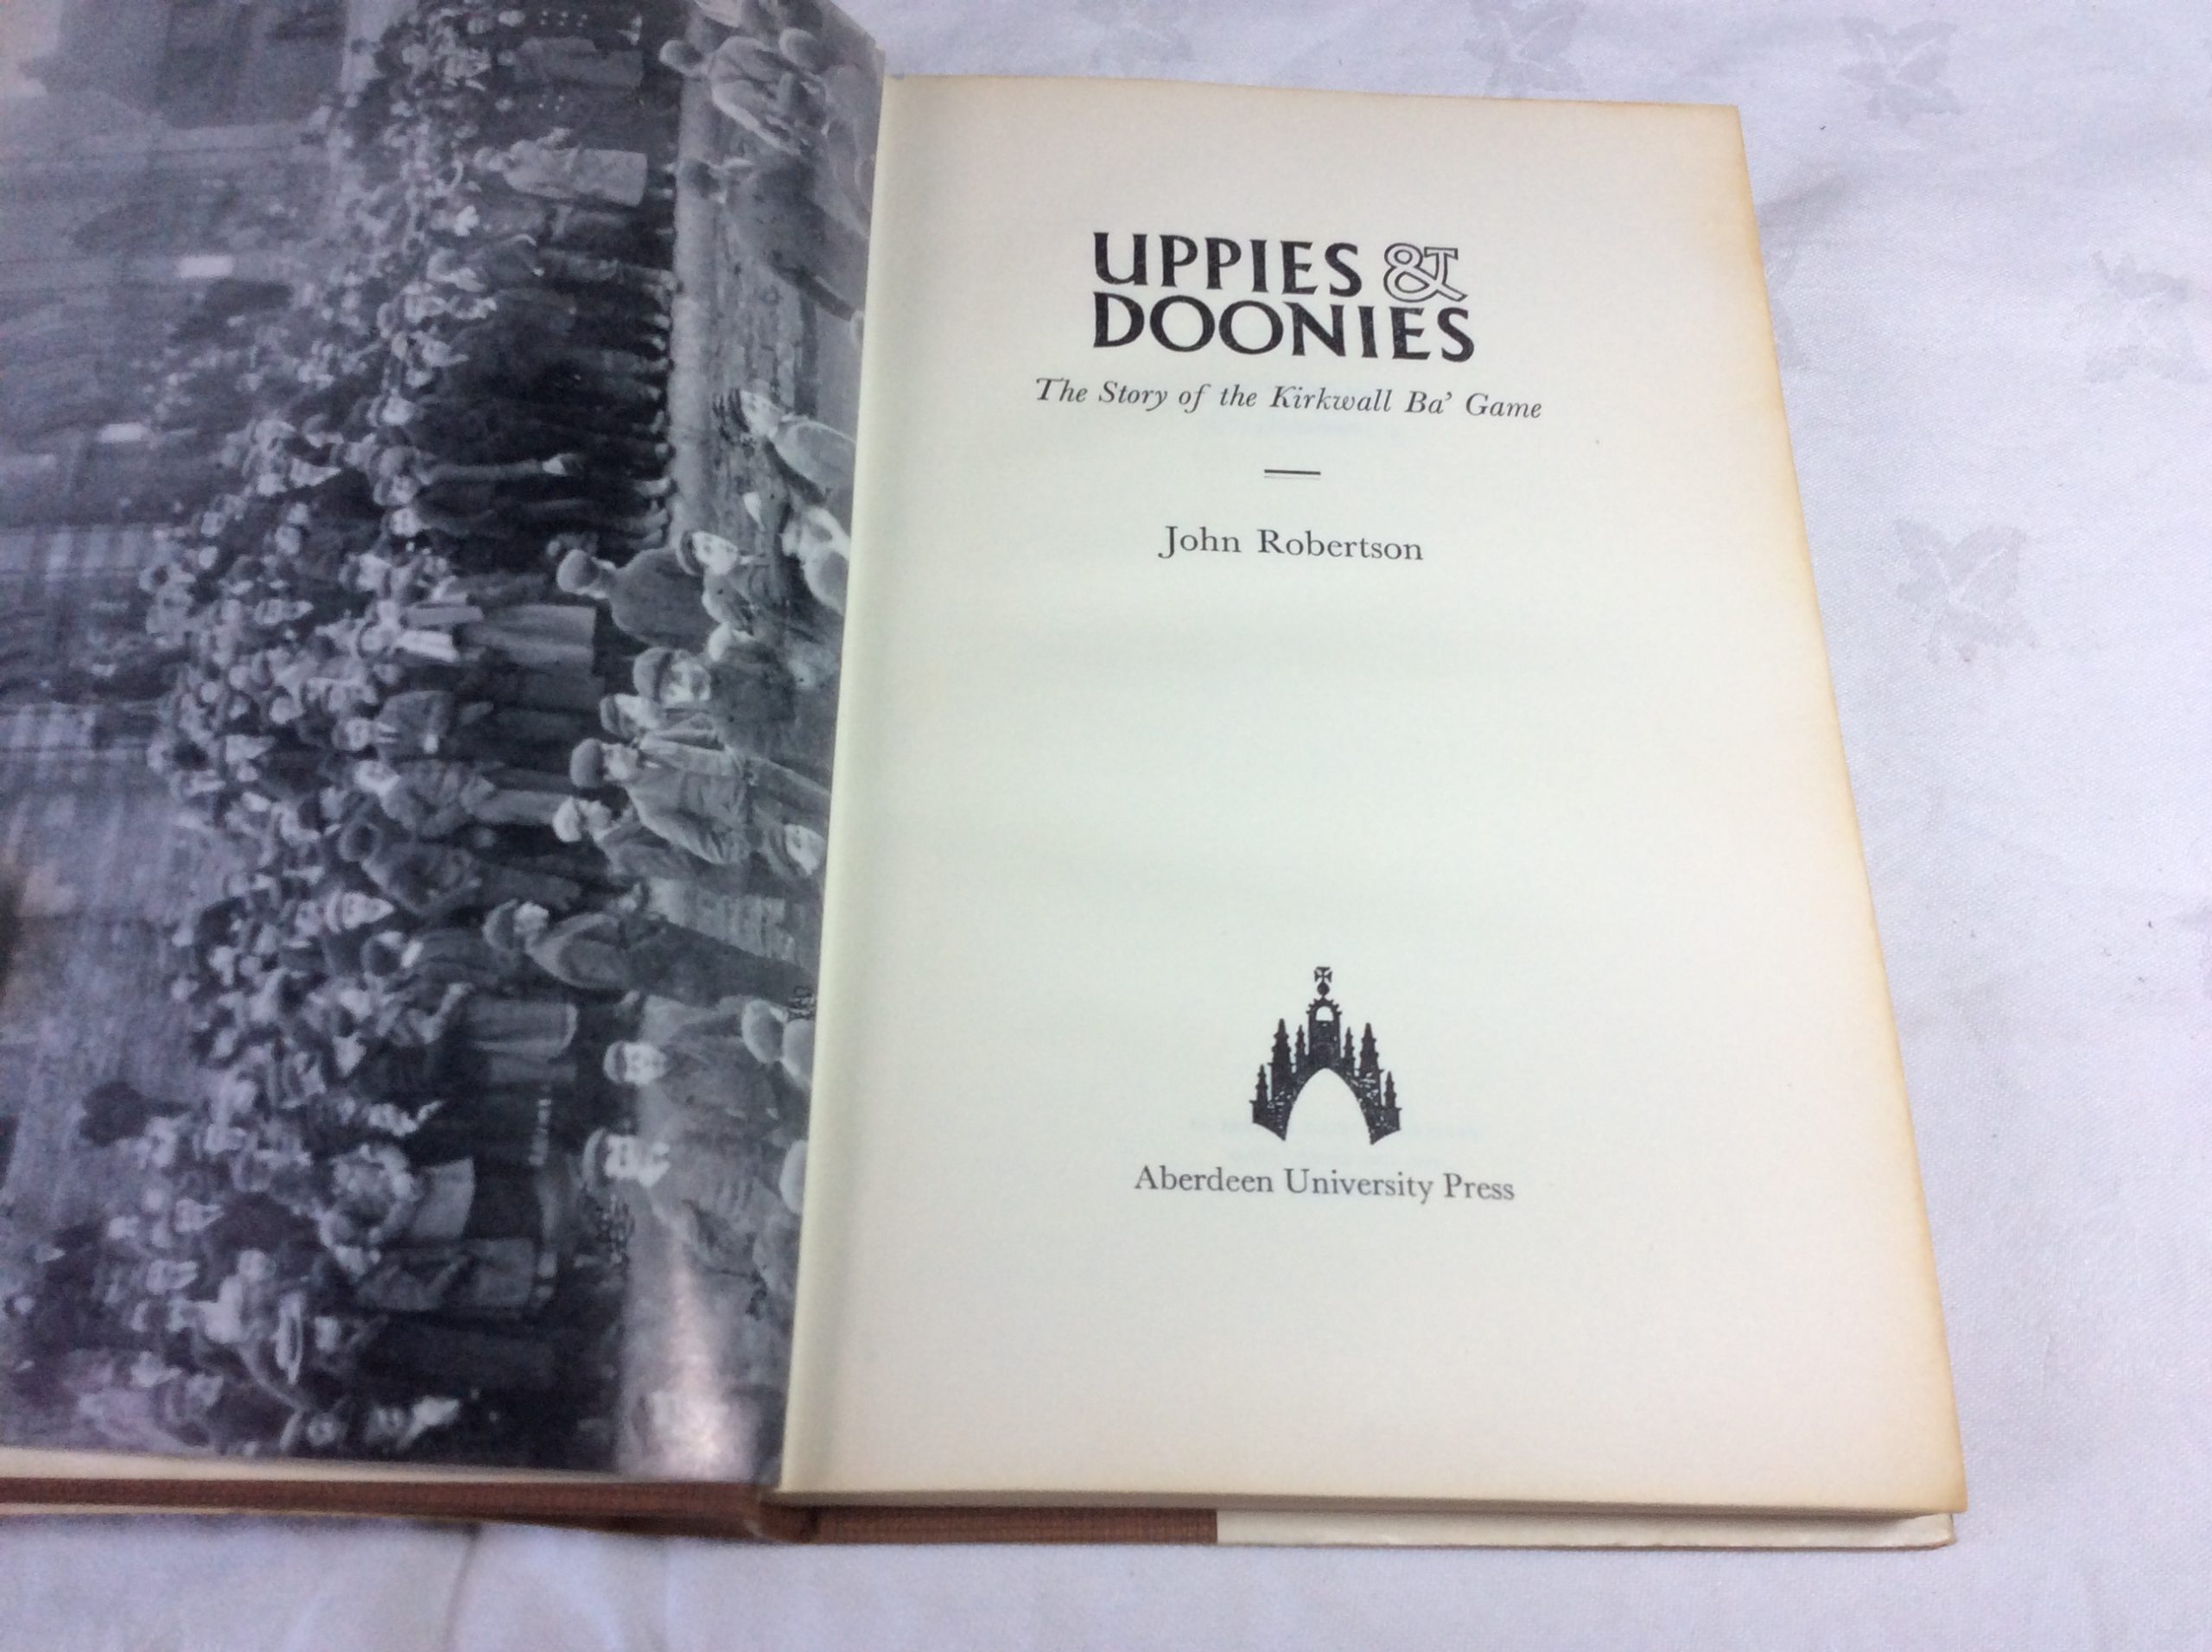 UPPIES &
DOONIES
The Story of the Kirkwall Ba' Game
John Robertson
Aberdeen University Press